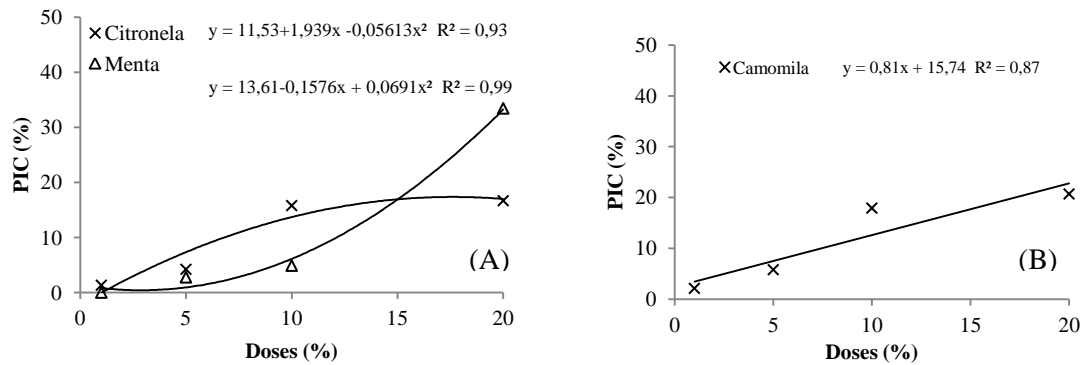 50
40
30
20
10
0
PIC (%)
Citronela
Menta
y = 11,53+1,939x -0,05613x² R² = 0,93
y = 13,61-0,1576x + 0,0691x² R² = 0,99
(A)
0 5 10 15 20
Doses (%)
50
40
30
20
10
0
PIC (%)
Camomila
y = 0,81x + 15,74 R² = 0,87
(B)
0 5 10 15 20
Doses (%)